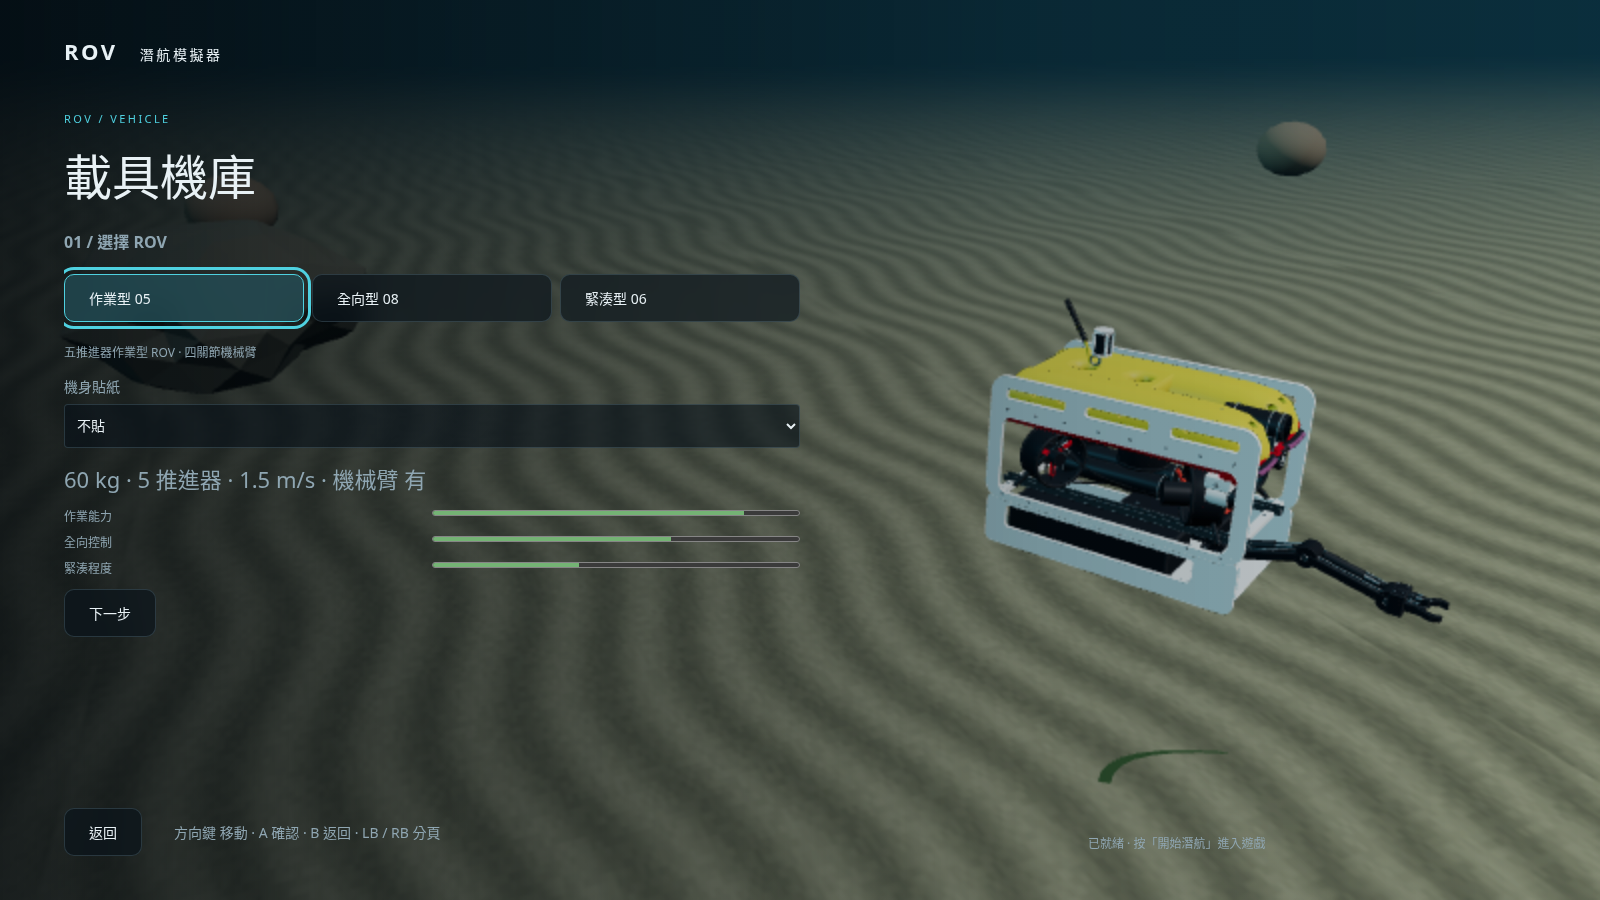 ROV 潛航模擬器
ROV / VEHICLE
載具機庫
01 / 選擇 ROV
作業型 05
全向型 08
緊湊型 06
五推進器作業型 ROV · 四關節機械臂
機身貼紙
不貼
60 kg · 5 推進器 · 1.5 m/s · 機械臂 有
作業能力
全向控制
緊湊程度
下一步
返回
方向鍵 移動 · A 確認 · B 返回 · LB / RB 分頁
已就緒 · 按「開始潛航」進入遊戲